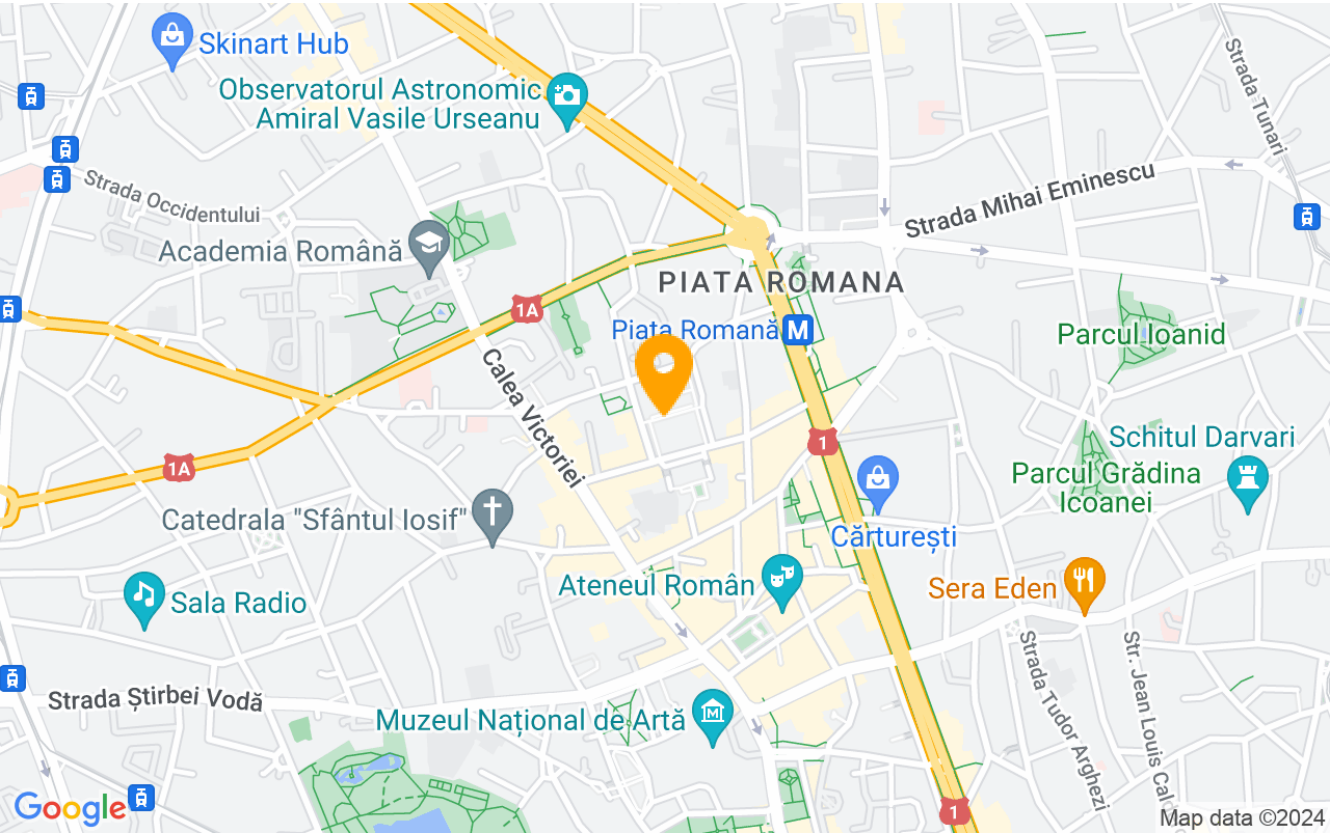 Skinart Hub
Observatorul Astronomic
Amiral Vasile Urseanu
Strada Tunari
Strada Occidentului
Strada Mihai Eminescu
Academia Română
PIATA ROMANA
1A
Piața Romană
M
Parcul Ioanid
Calea Victoriei
1
Schitul Darvari
1A
Parcul Grădina
Icoanei
Catedrala "Sfântul Iosif"
Cărturești
Ateneul Român
Sera Eden
Sala Radio
Strada Știrbei Vodă
Muzeul Național de Artă
M
Strada Tudor Arghezi
Str. Jean Louis Cald
1
Google
Map data ©2024